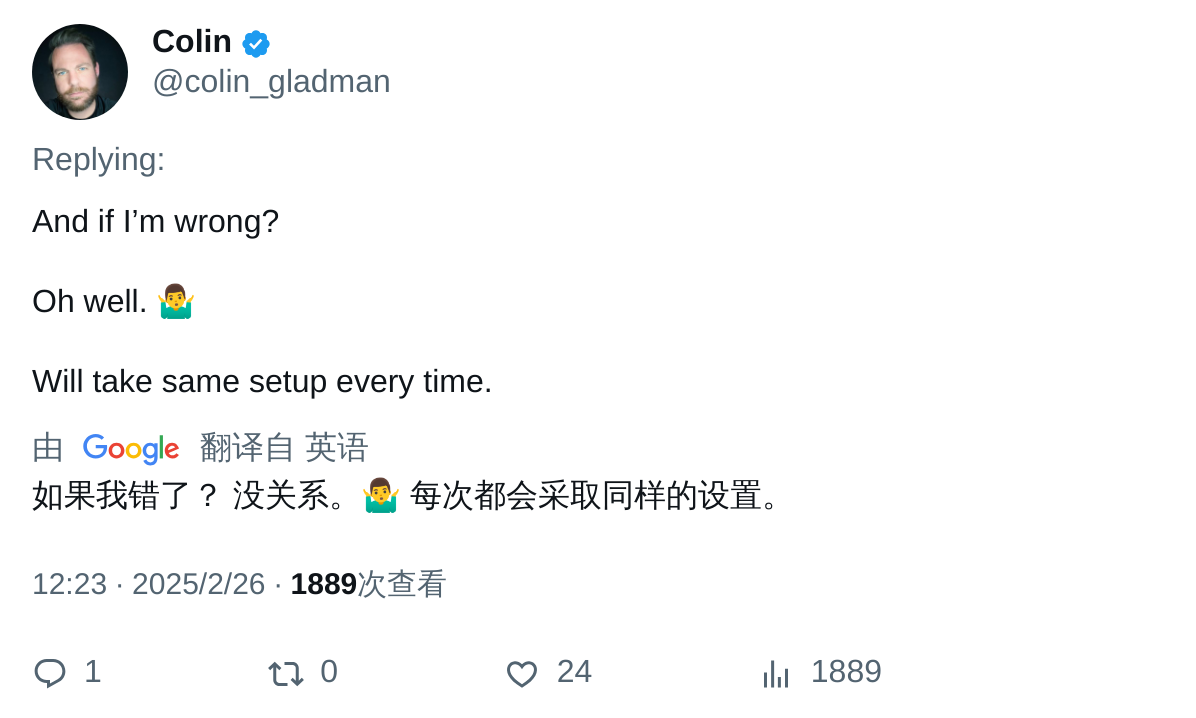 Colin
@colin_gladman
Replying:
And if I’m wrong?
Oh well. 🤷‍♂️
Will take same setup every time.
由 Google 翻译自 英语
如果我错了？ 没关系。🤷‍♂️ 每次都会采取同样的设置。
12:23 · 2025/2/26 · 1889次查看
1 0 24 1889